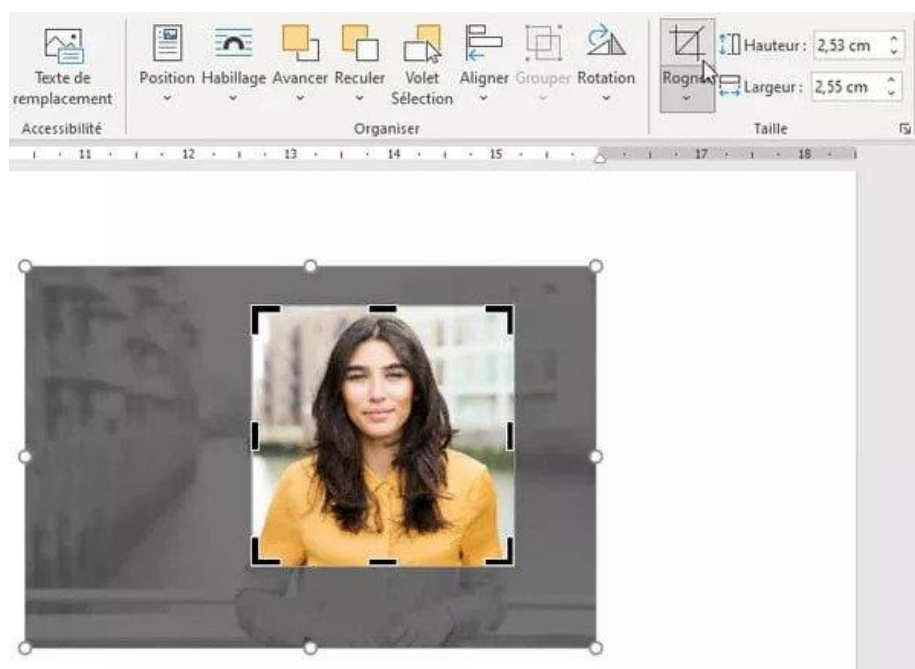 Texte de remplacement
Position Habillage Avancer Reculer Volet Sélection Aligner Grouper Rotation
Rogner
Hauteur : 2,53 cm
Largeur : 2,55 cm
Accessibilité Organiser Taille
11 12 13 14 15 17 18